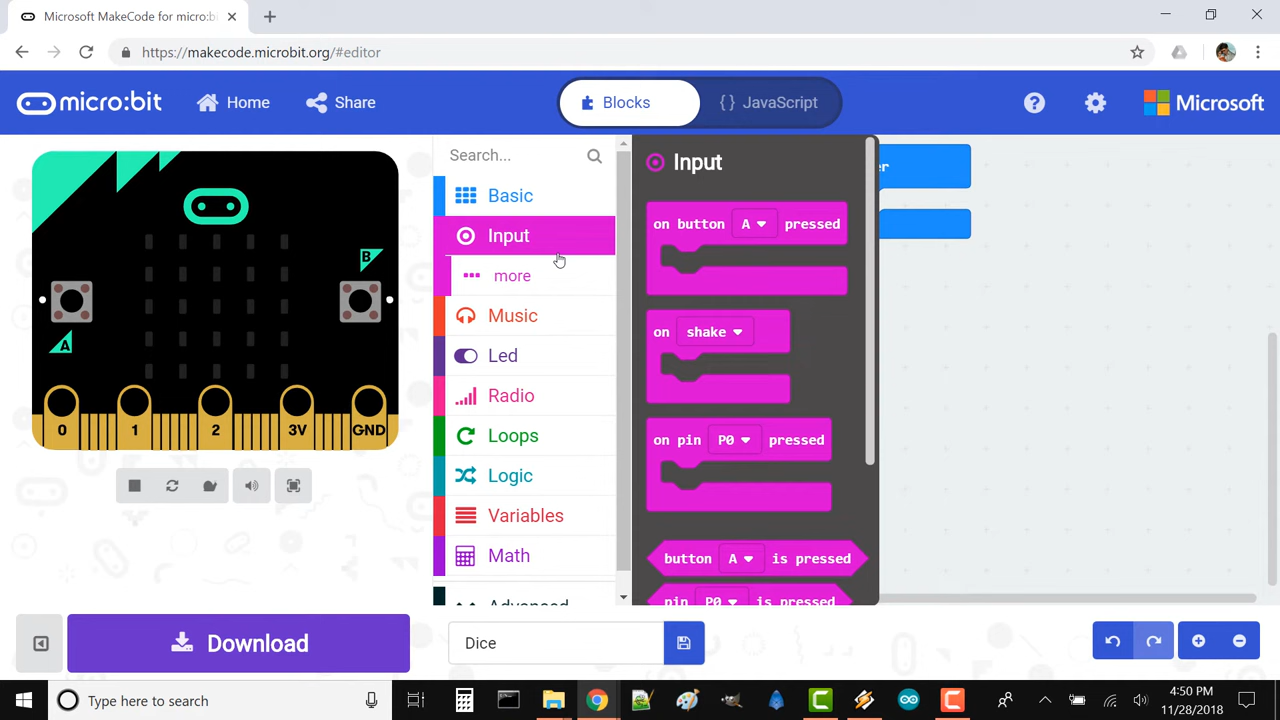 Microsoft MakeCode for micro:bi
https://makecode.microbit.org/#editor
micro:bit
Home
Share
Blocks
{ } JavaScript
Microsoft
Search...
Basic
Input
more
Music
Led
Radio
Loops
Logic
Variables
Math
Advanced
Input
on button A pressed
on shake
on pin P0 pressed
button A is pressed
pin P0 is pressed
er
A
B
0 1 2 3V GND
Download
Dice
Type here to search
4:50 PM
11/28/2018